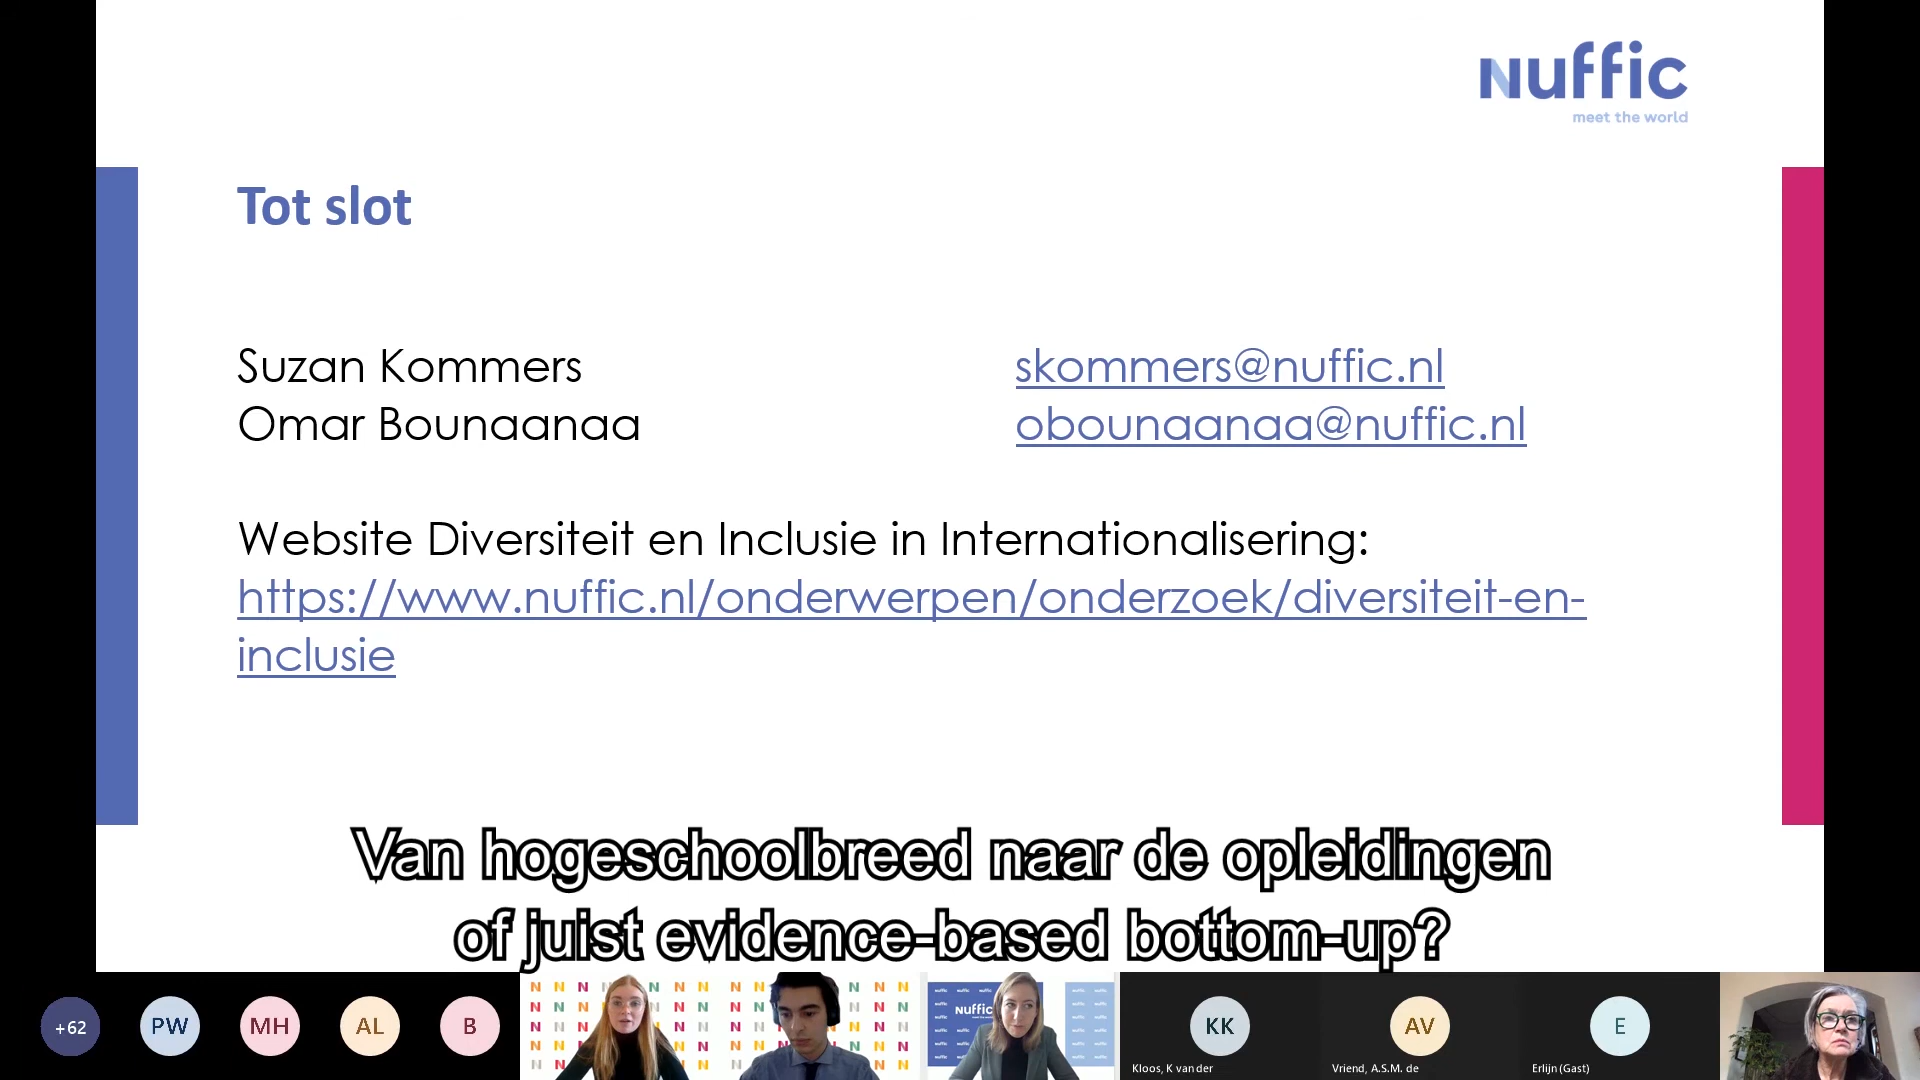 Nuffic
meet the world
Tot slot
Suzan Kommers skommers@nuffic.nl
Omar Bounaanaa obounaanaa@nuffic.nl
Website Diversiteit en Inclusie in Internationalisering:
https://www.nuffic.nl/onderwerpen/onderzoek/diversiteit-en-
inclusie
Van hogeschoolbreed naar de opleidingen
of juist evidence-based bottom-up?
+62 PW MH AL B Nuffic KK AV E
Kloos, K van der Vriend, A.S.M. de Erlijn (Gast)